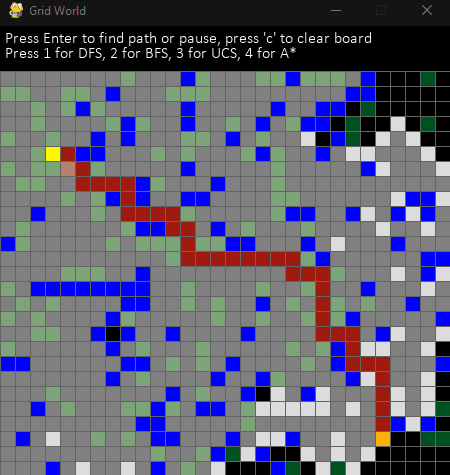 Grid World
Press Enter to find path or pause, press 'c' to clear board
Press 1 for DFS, 2 for BFS, 3 for UCS, 4 for A*